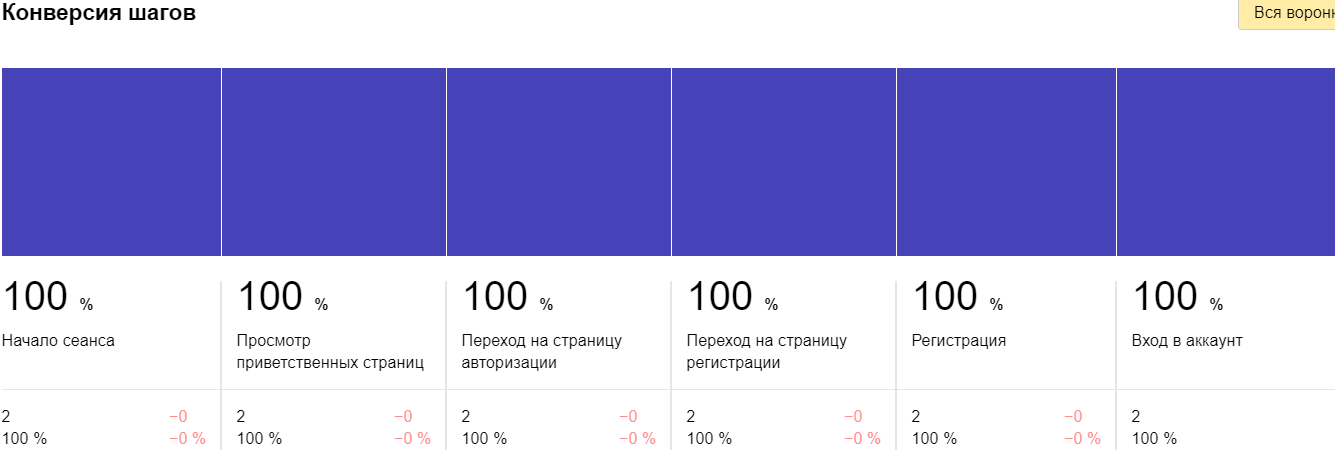 Конверсия шагов
Вся воронк
100 %
Начало сеанса
2 −0
100 % −0 %
100 %
Просмотр
приветственных страниц
2 −0
100 % −0 %
100 %
Переход на страницу
авторизации
2 −0
100 % −0 %
100 %
Переход на страницу
регистрации
2 −0
100 % −0 %
100 %
Регистрация
2 −0
100 % −0 %
100 %
Вход в аккаунт
2
100 %